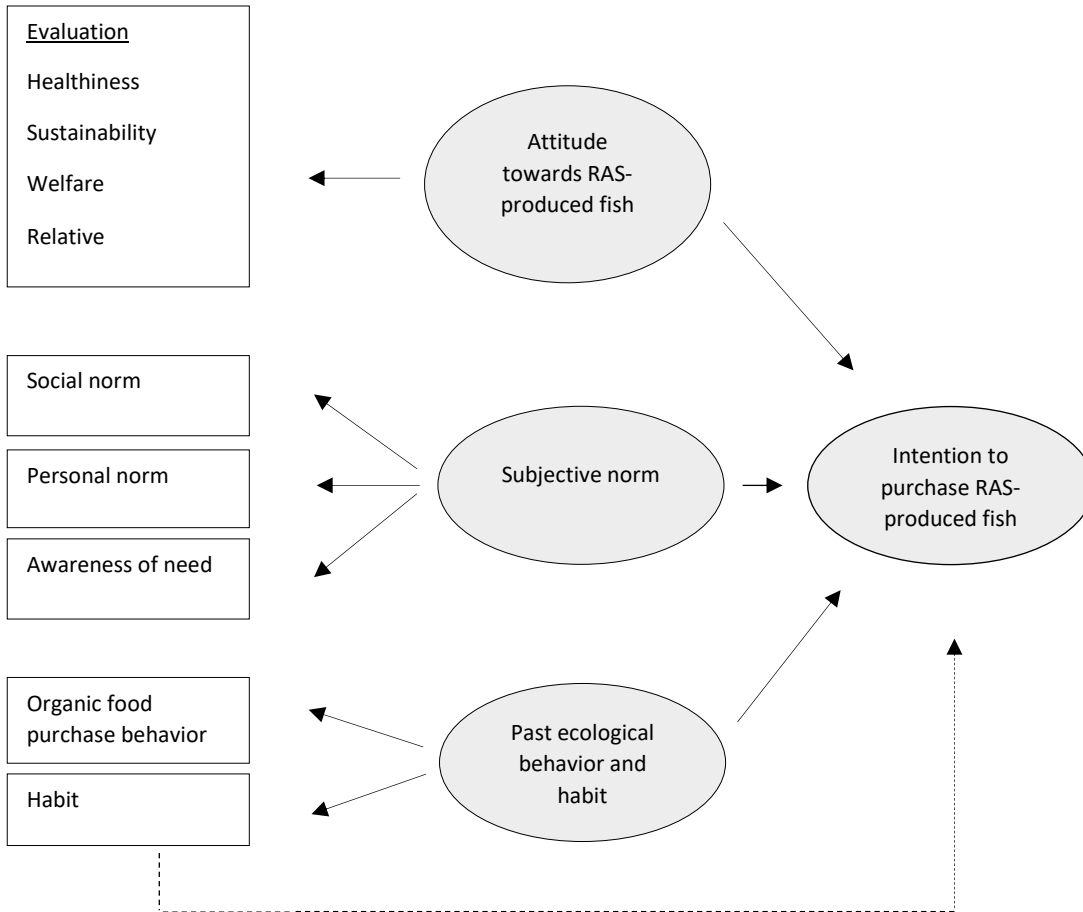 Evaluation
Healthiness
Sustainability
Welfare
Relative
Attitude
towards RAS-
produced fish
Social norm
Personal norm
Awareness of need
Subjective norm
Intention to
purchase RAS-
produced fish
Organic food
purchase behavior
Habit
Past ecological
behavior and
habit